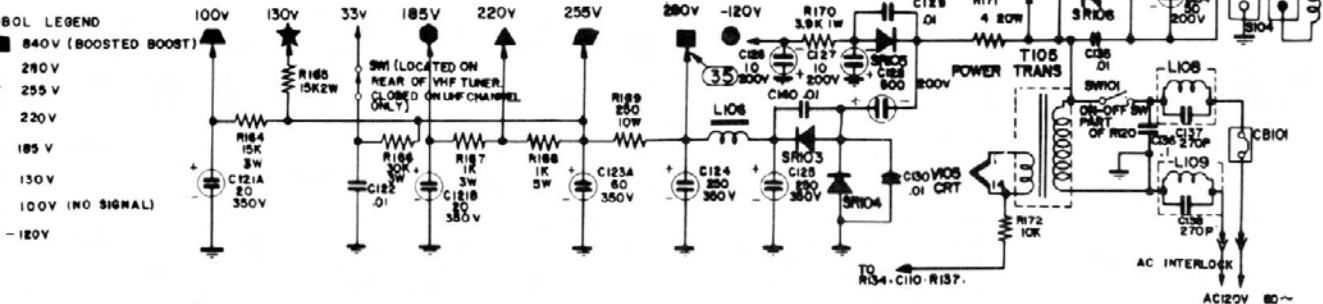 100V 130V 33V 185V 220V 255V 280V -120V
BOL LEGEND
840V (BOOSTED BOOST)
280V
255V
220V
185V
130V
100V (NO SIGNAL)
-120V
R165
15K2W
SW1 (LOCATED ON
REAR OF VHF TUNER.
CLOSED ON UHF CHANNEL
ONLY)
R164
15K
3W
C121A
20
350V
R166
30K
3W
C122
.01
R167
1K
3W
C121B
20
350V
R168
1K
5W
C123A
60
350V
R169
250
10W
35
C124
250
350V
L106
C125
250
350V
R170
3.9K 1W
C126
10
200V
C127
10
200V
SR105
C129
.01
C128
500
200V
C140 .01
SR103
SR104
C130
.01
R171
4 20W
SR106
C135
.01
50
200V
S104
POWER
T105
TRANS
V105
CRT
R172
10K
TO
R134·C110·R137·
SW101
ON-OFF SW
PART
OF R120
C136
L108
C137
270P
L109
C138
270P
CB101
AC INTERLOCK
AC120V 60~